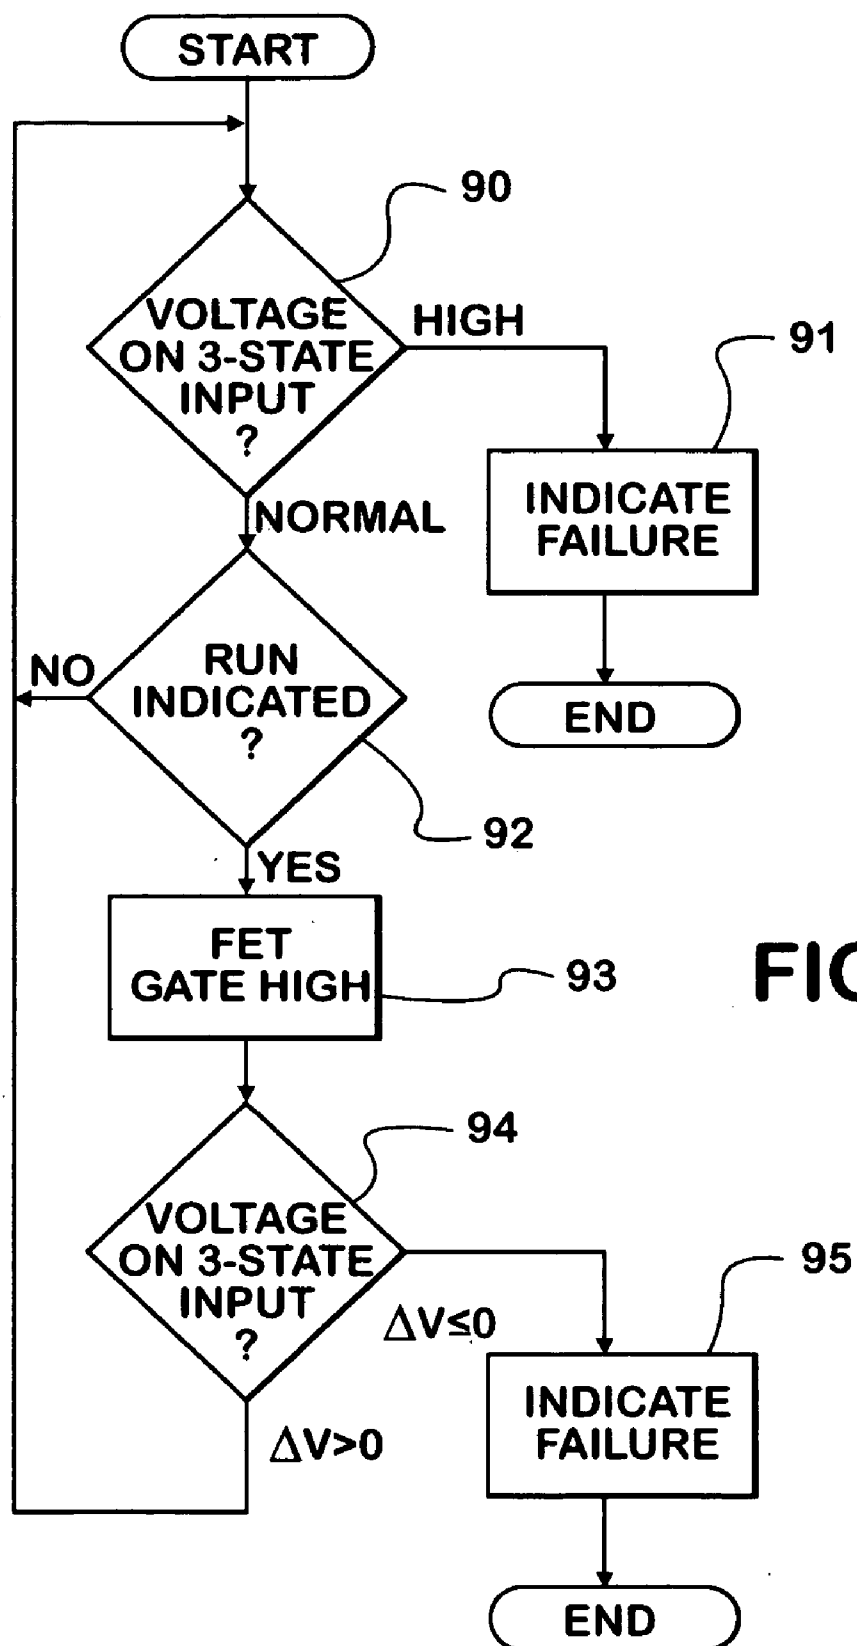 START
90
VOLTAGE
ON 3-STATE
INPUT
?
HIGH
91
INDICATE
FAILURE
NORMAL
END
RUN
INDICATED
?
NO
92
YES
FET
GATE HIGH
93
FIG
94
VOLTAGE
ON 3-STATE
INPUT
?
ΔV≤0
95
INDICATE
FAILURE
ΔV>0
END